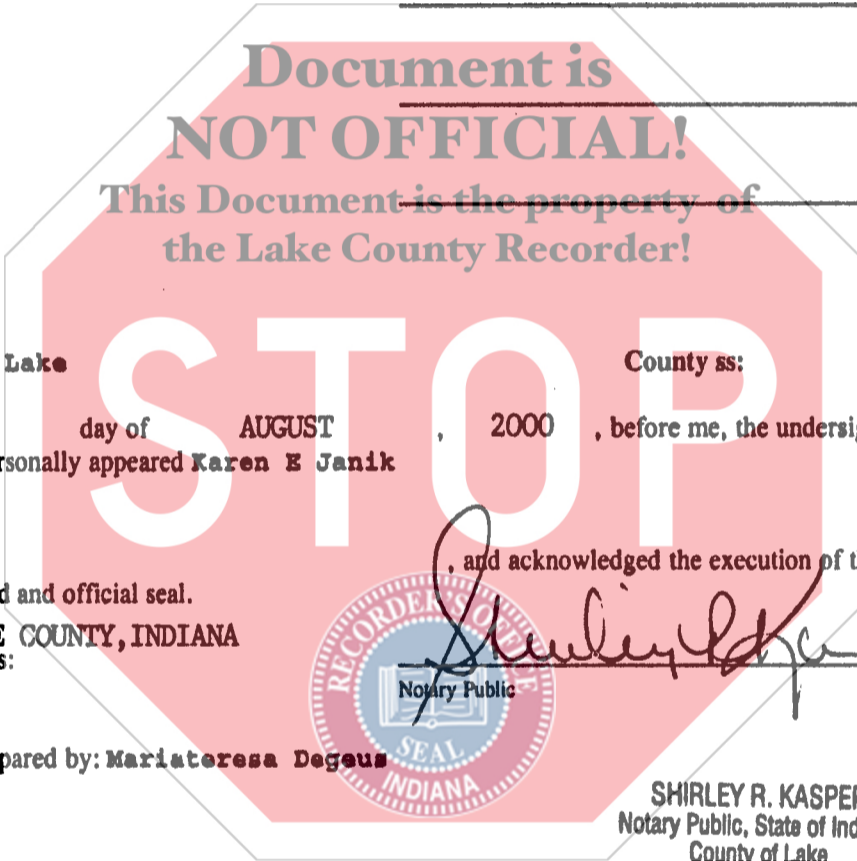 Document is
NOT OFFICIAL!
This Document is the property of
the Lake County Recorder!
STOP
Lake County ss:
day of AUGUST , 2000 , before me, the undersig
rsonally appeared Karen E Janik
, and acknowledged the execution of t
d and official seal.
E COUNTY, INDIANA
s:
RECORDER'S OFFICE
Notary Public
SEAL
INDIANA
pared by: Mariateresa Degeus
SHIRLEY R. KASPER
Notary Public, State of Ind
County of Lake